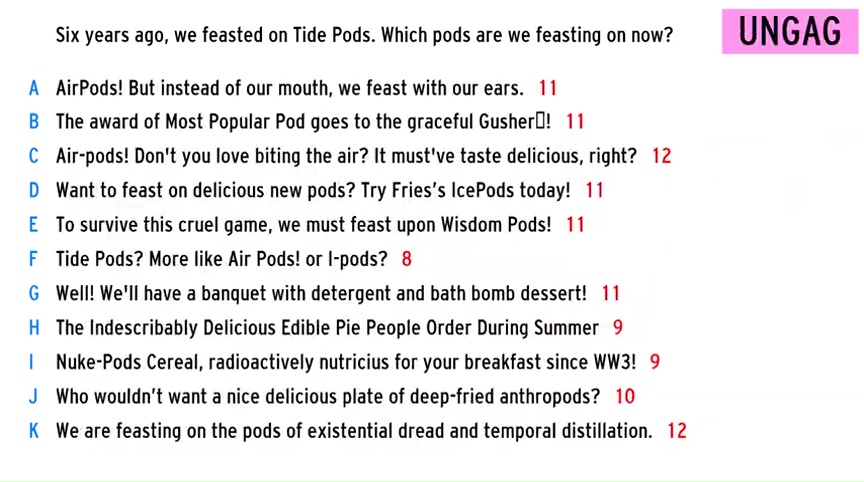 Six years ago, we feasted on Tide Pods. Which pods are we feasting on now?
UNGAG
A AirPods! But instead of our mouth, we feast with our ears. 11
B The award of Most Popular Pod goes to the graceful Gusher▯! 11
C Air-pods! Don't you love biting the air? It must've taste delicious, right? 12
D Want to feast on delicious new pods? Try Fries’s IcePods today! 11
E To survive this cruel game, we must feast upon Wisdom Pods! 11
F Tide Pods? More like Air Pods! or I-pods? 8
G Well! We'll have a banquet with detergent and bath bomb dessert! 11
H The Indescribably Delicious Edible Pie People Order During Summer 9
I Nuke-Pods Cereal, radioactively nutricius for your breakfast since WW3! 9
J Who wouldn’t want a nice delicious plate of deep-fried anthropods? 10
K We are feasting on the pods of existential dread and temporal distillation. 12